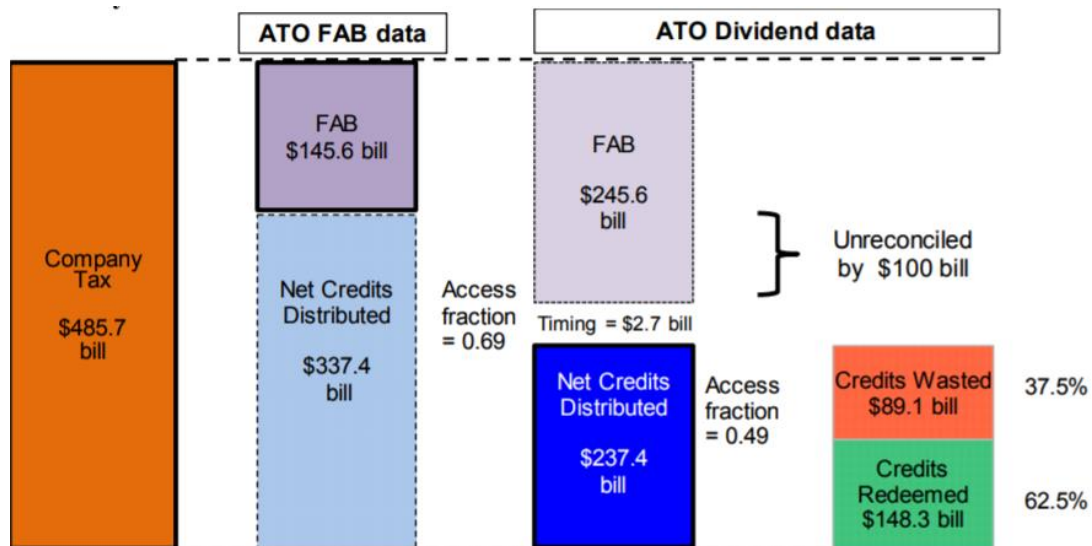 ATO FAB data
ATO Dividend data
Company
Tax
$485.7
bill
FAB
$145.6 bill
Net Credits
Distributed
$337.4
bill
Access
fraction
= 0.69
FAB
$245.6
bill
Timing = $2.7 bill
Net Credits
Distributed
$237.4
bill
Access
fraction
= 0.49
Unreconciled
by $100 bill
Credits Wasted
$89.1 bill
37.5%
Credits
Redeemed
$148.3 bill
62.5%